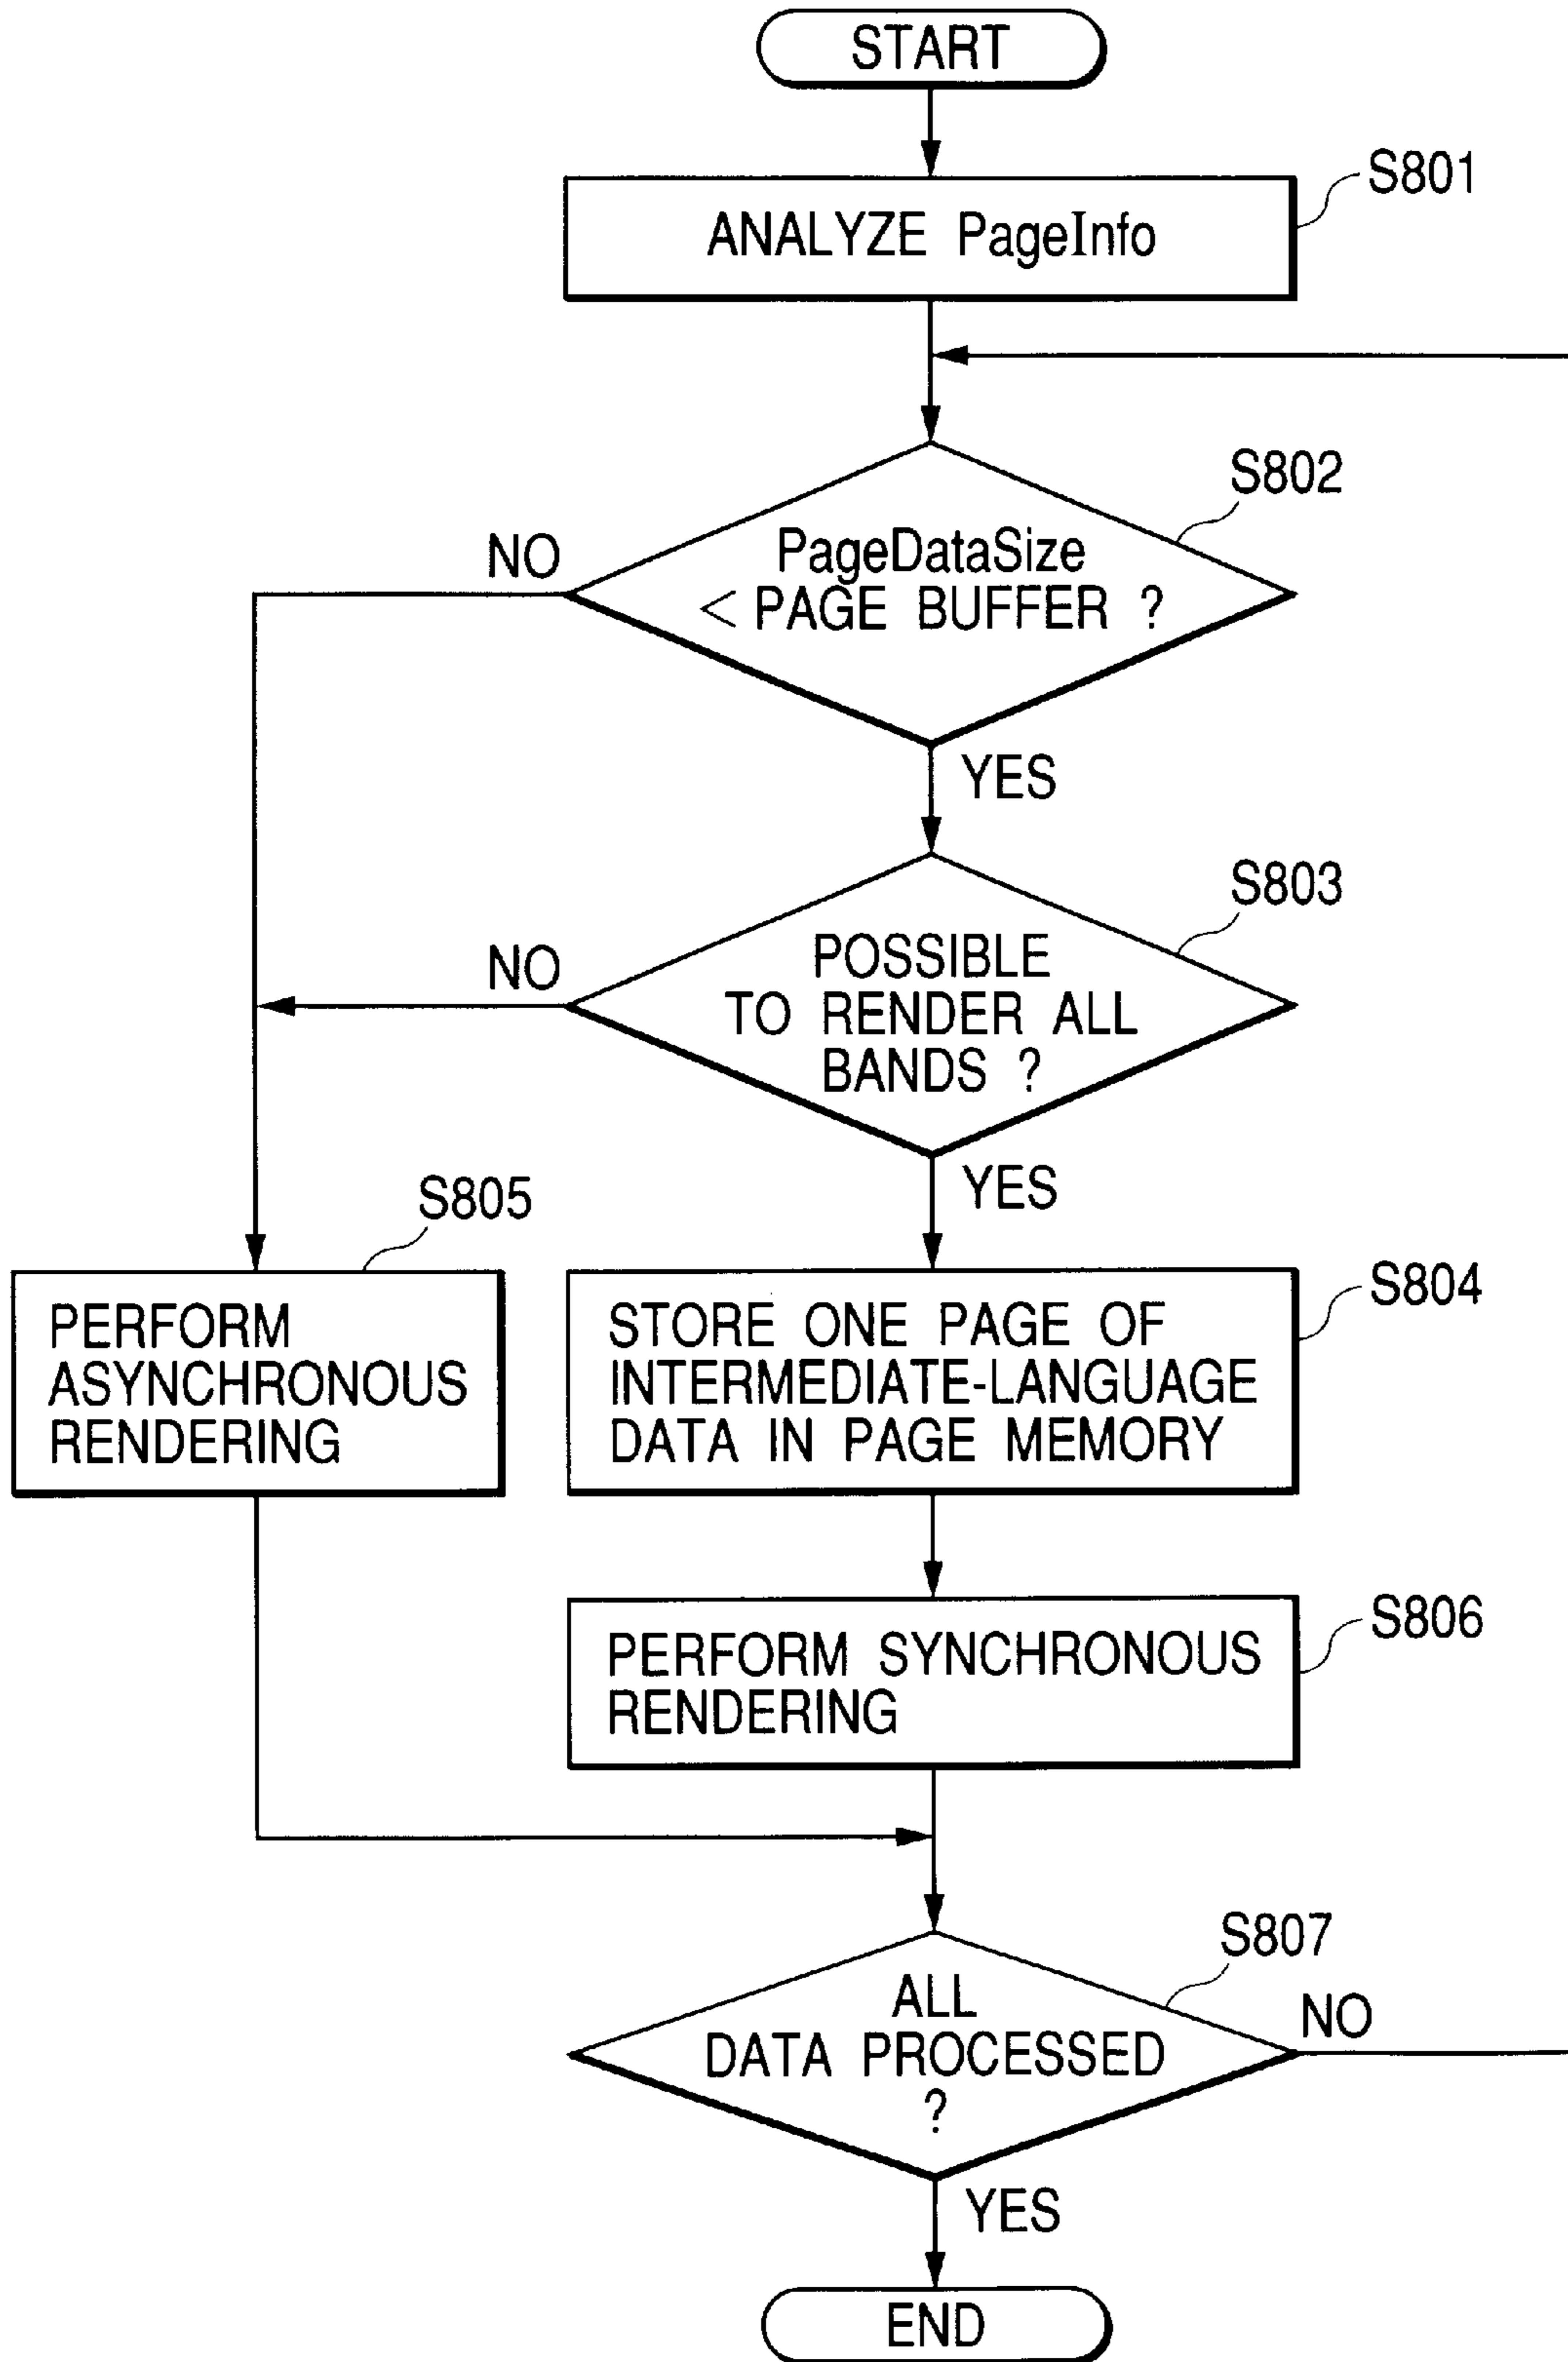 START
S801
ANALYZE PageInfo
S802
NO
PageDataSize
< PAGE BUFFER ?
YES
S803
NO
POSSIBLE
TO RENDER ALL
BANDS ?
YES
S805
PERFORM
ASYNCHRONOUS
RENDERING
S804
STORE ONE PAGE OF
INTERMEDIATE-LANGUAGE
DATA IN PAGE MEMORY
S806
PERFORM SYNCHRONOUS
RENDERING
S807
ALL
DATA PROCESSED
?
NO
YES
END